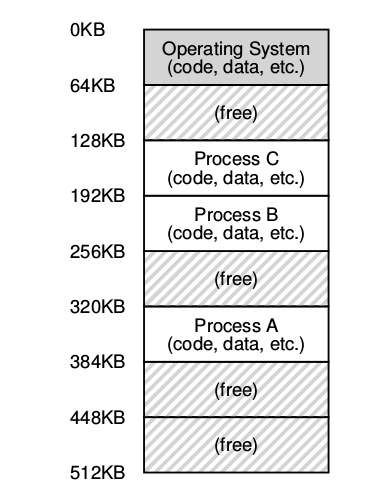 0KB
Operating System
(code, data, etc.)
64KB
(free)
128KB
Process C
(code, data, etc.)
192KB
Process B
(code, data, etc.)
256KB
(free)
320KB
Process A
(code, data, etc.)
384KB
(free)
448KB
(free)
512KB